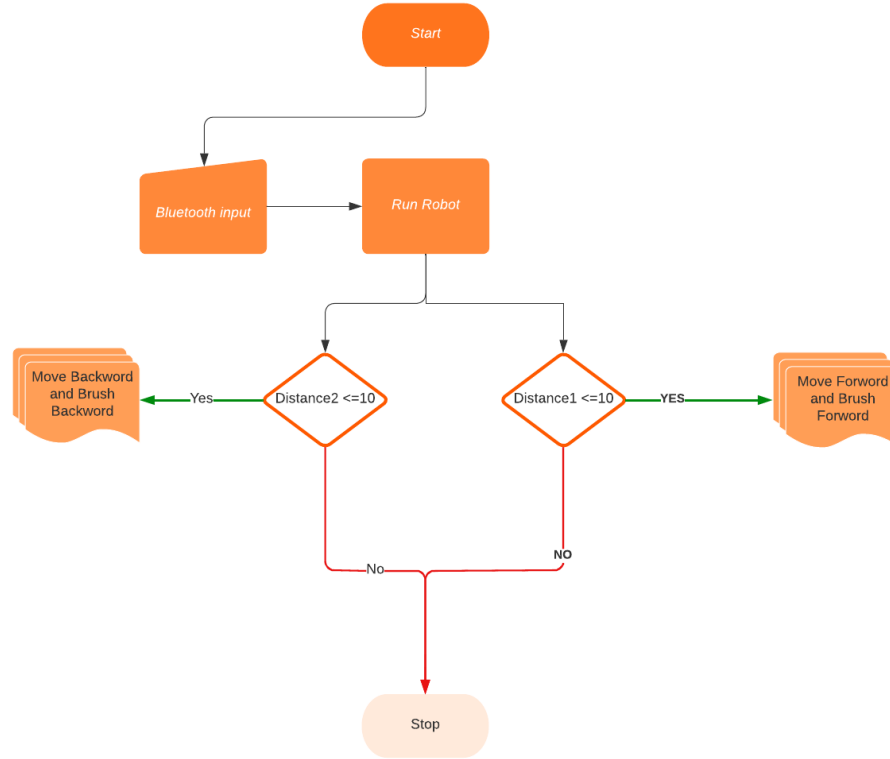 Start
Bluetooth input
Run Robot
Move Backword
and Brush
Backword
Yes
Distance2 <=10
Distance1 <=10
YES
Move Forword
and Brush
Forword
No
NO
Stop